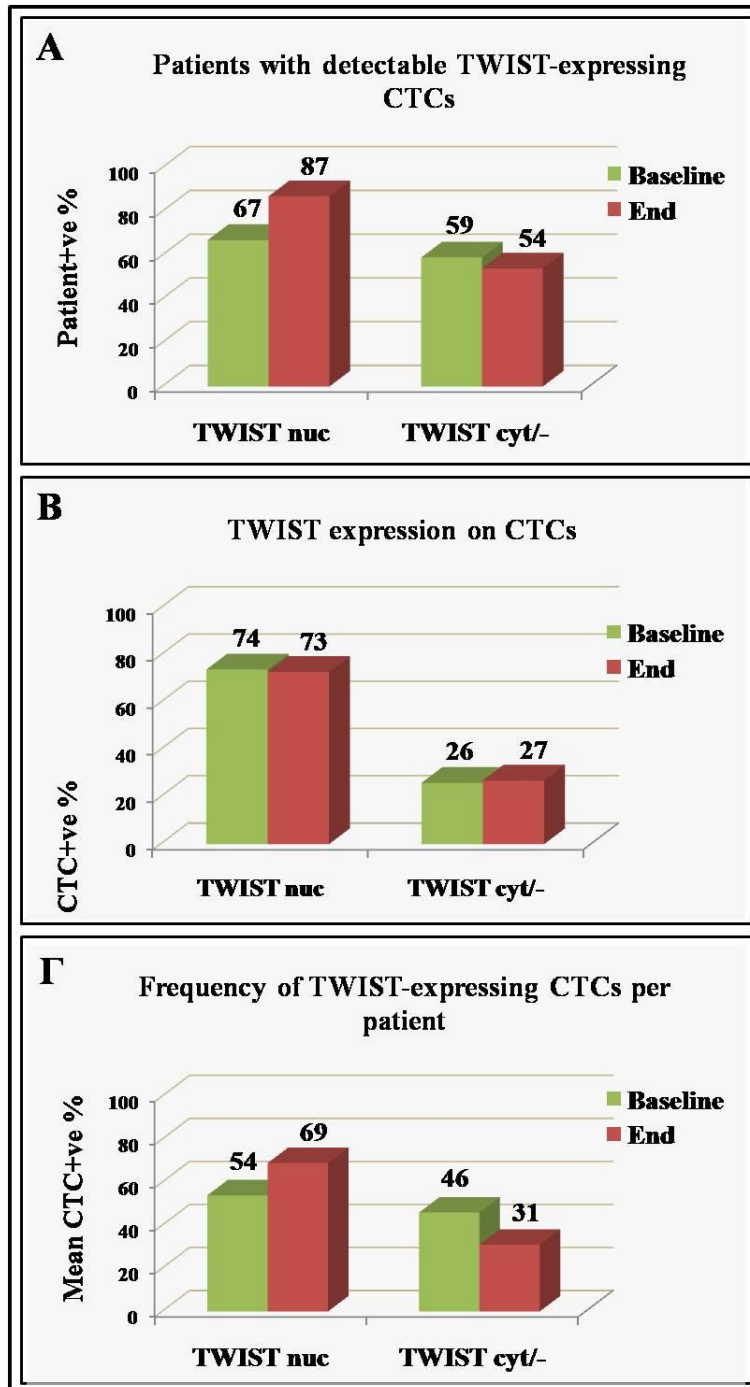 A
Patients with detectable TWIST-expressing
CTCs
Patient+ve %
100
80
60
40
20
0
67
87
59
54
Baseline
End
TWIST nuc
TWIST cyt/-
B
TWIST expression on CTCs
CTC+ve %
100
80
60
40
20
0
74
73
26
27
Baseline
End
TWIST nuc
TWIST cyt/-
Γ
Frequency of TWIST-expressing CTCs per
patient
Mean CTC+ve %
100
80
60
40
20
0
54
69
46
31
Baseline
End
TWIST nuc
TWIST cyt/-